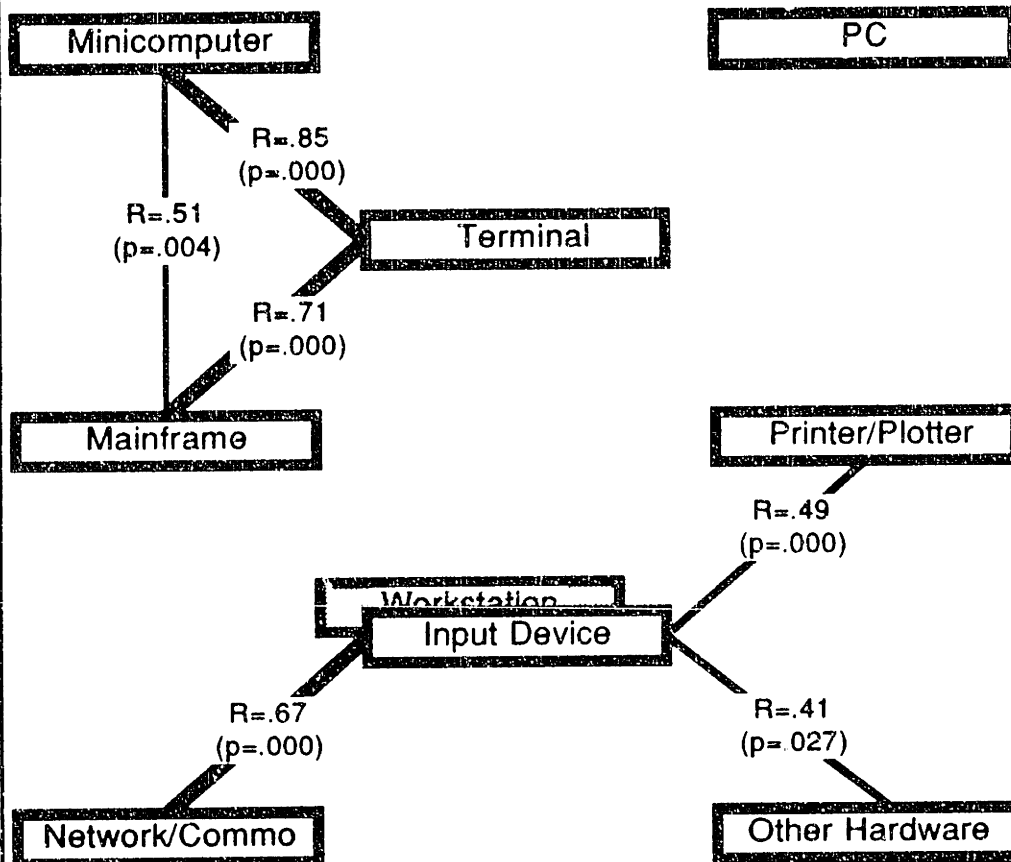 Minicomputer
PC
R=.85
(p=.000)
R=.51
(p=.004)
Terminal
R=.71
(p=.000)
Mainframe
Printer/Plotter
R=.49
(p=.000)
Workstation
Input Device
R=.67
(p=.000)
R=.41
(p=.027)
Network/Commo
Other Hardware